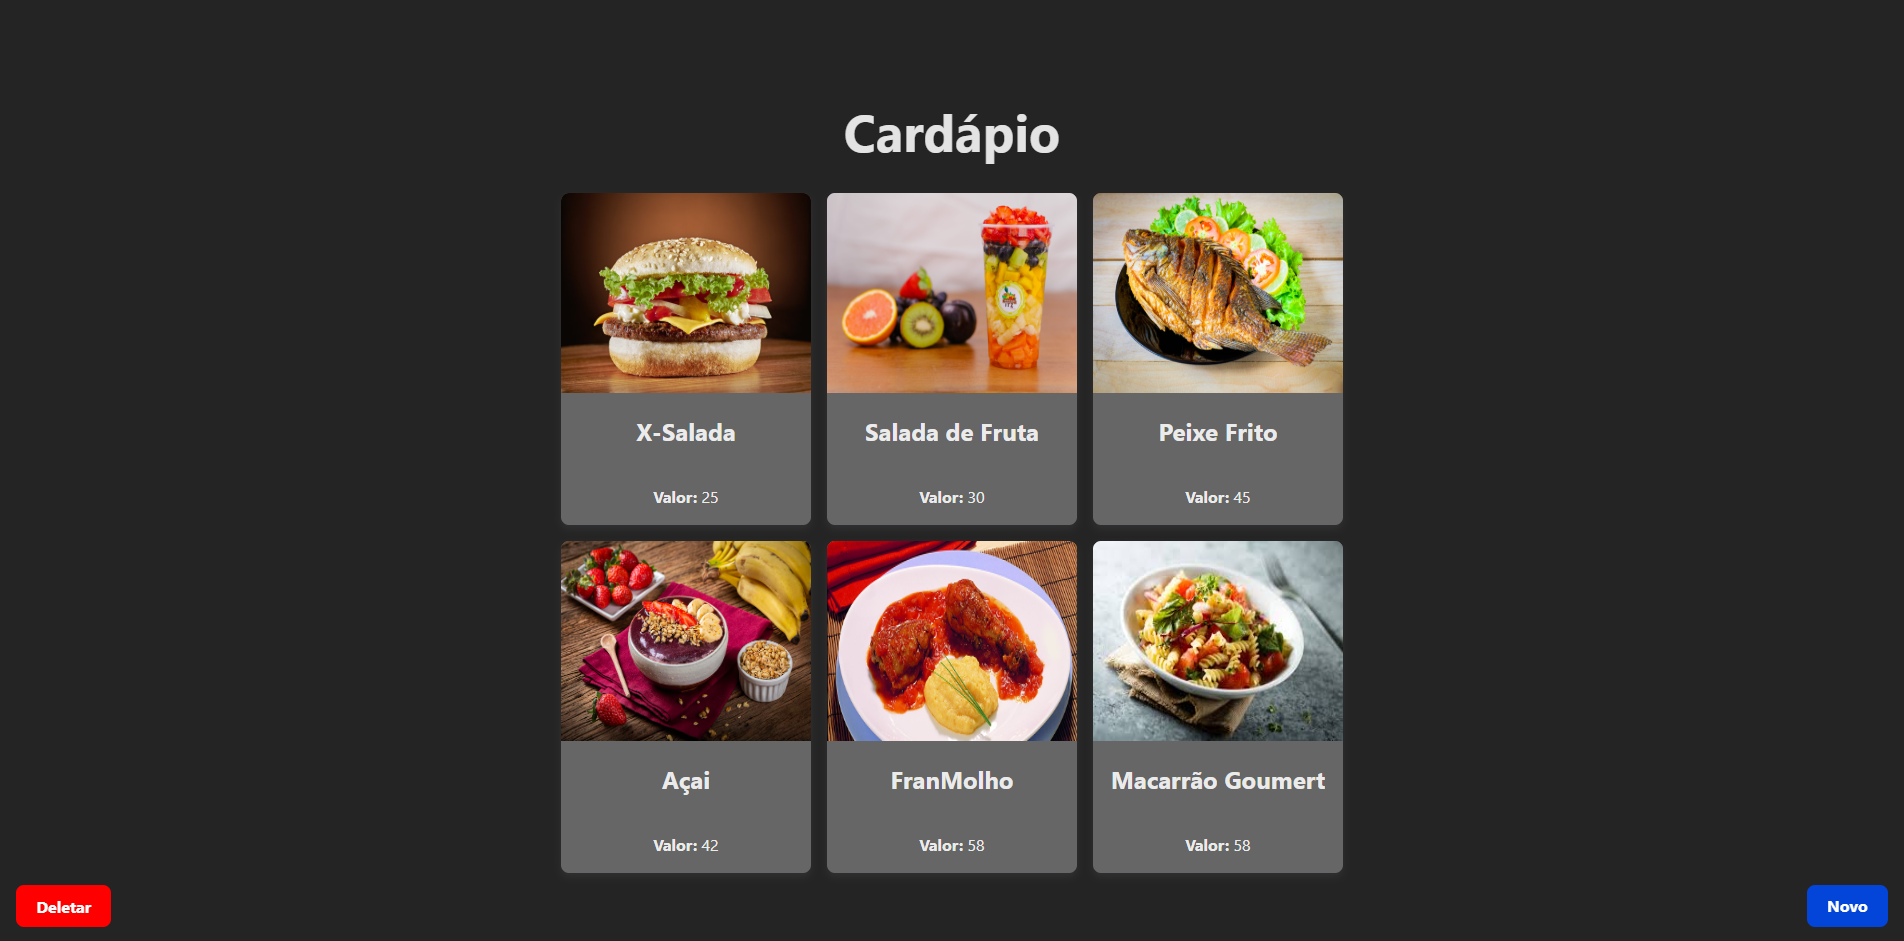 Cardápio
X-Salada
Valor: 25
Salada de Fruta
Valor: 30
Peixe Frito
Valor: 45
Açai
Valor: 42
FranMolho
Valor: 58
Macarrão Goumert
Valor: 58
Deletar
Novo